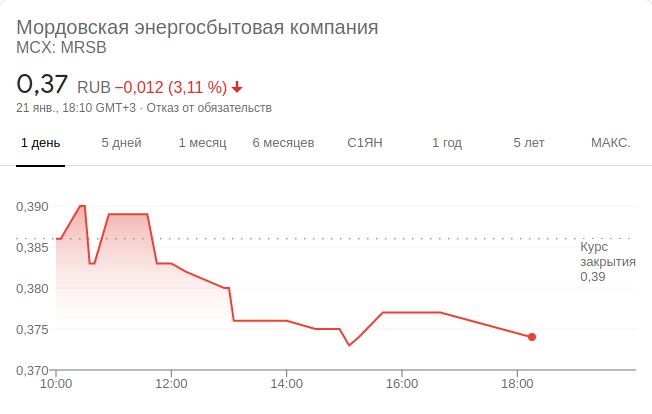 Мордовская энергосбытовая компания
MCX: MRSB
0,37 RUB −0,012 (3,11 %)
21 янв., 18:10 GMT+3 · Отказ от обязательств
1 день 5 дней 1 месяц 6 месяцев С1ЯН 1 год 5 лет МАКС.
0,390
0,385
0,380
0,375
0,370
Курс
закрытия
0,39
10:00 12:00 14:00 16:00 18:00